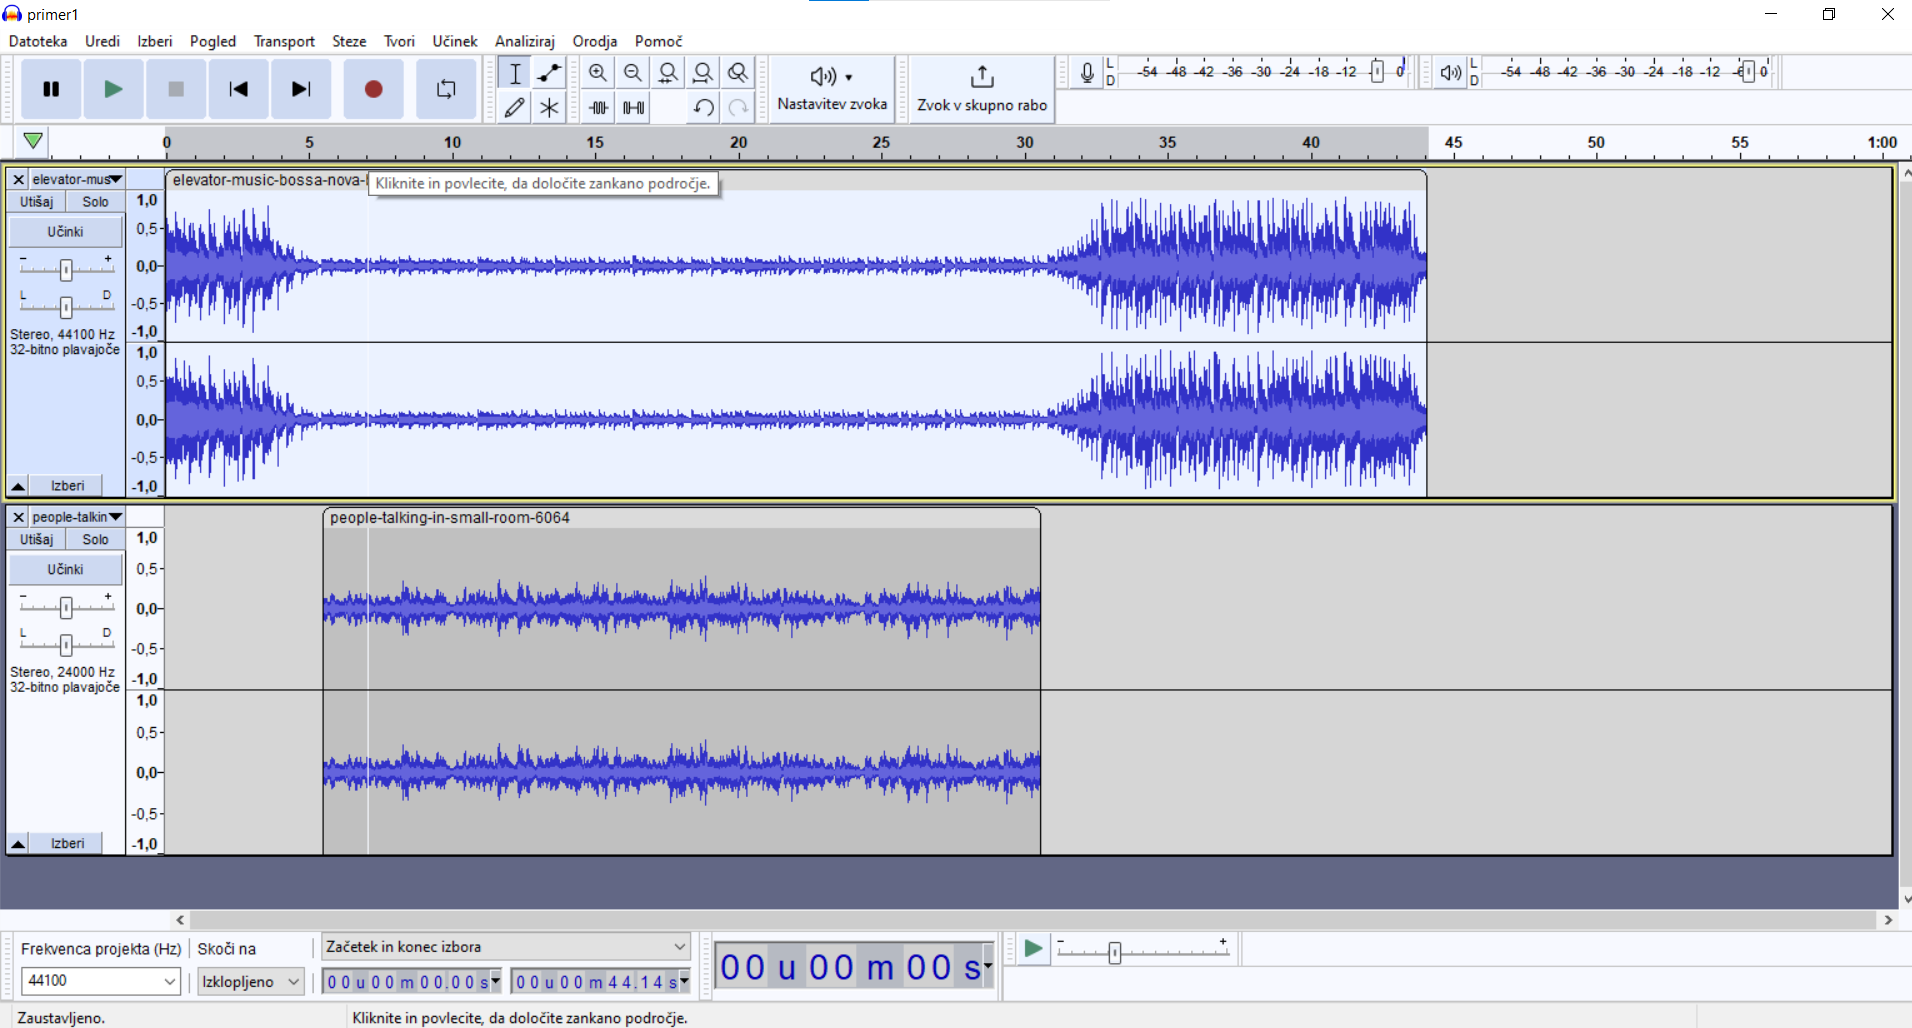 primer1
Datoteka Uredi Izberi Pogled Transport Steze Tvori Učinek Analiziraj Orodja Pomoč
L
D
-54 -48 -42 -36 -30 -24 -18 -12 -6 0
L
D
-54 -48 -42 -36 -30 -24 -18 -12 -6 0
Nastavitev zvoka
Zvok v skupno rabo
0 5 10 15 20 25 30 35 40 45 50 55 1:00
elevator-mus
elevator-music-bossa-nova-
Kliknite in povlecite, da določite zankano področje.
Utišaj Solo
Učinki
- +
L D
Stereo, 44100 Hz
32-bitno plavajoče
Izberi
1,0
0,5-
0,0-
-0,5-
-1,0
1,0
0,5-
0,0-
-0,5-
-1,0
people-talkin
people-talking-in-small-room-6064
Utišaj Solo
Učinki
- +
L D
Stereo, 24000 Hz
32-bitno plavajoče
Izberi
1,0
0,5-
0,0-
-0,5-
-1,0
1,0
0,5-
0,0-
-0,5-
-1,0
Frekvenca projekta (Hz)
44100
Skoči na
Izklopljeno
Začetek in konec izbora
00 u 00 m 00.00 s
00 u 00 m 44.14 s
00 u 00 m 00 s
- +
Zaustavljeno.
Kliknite in povlecite, da določite zankano področje.